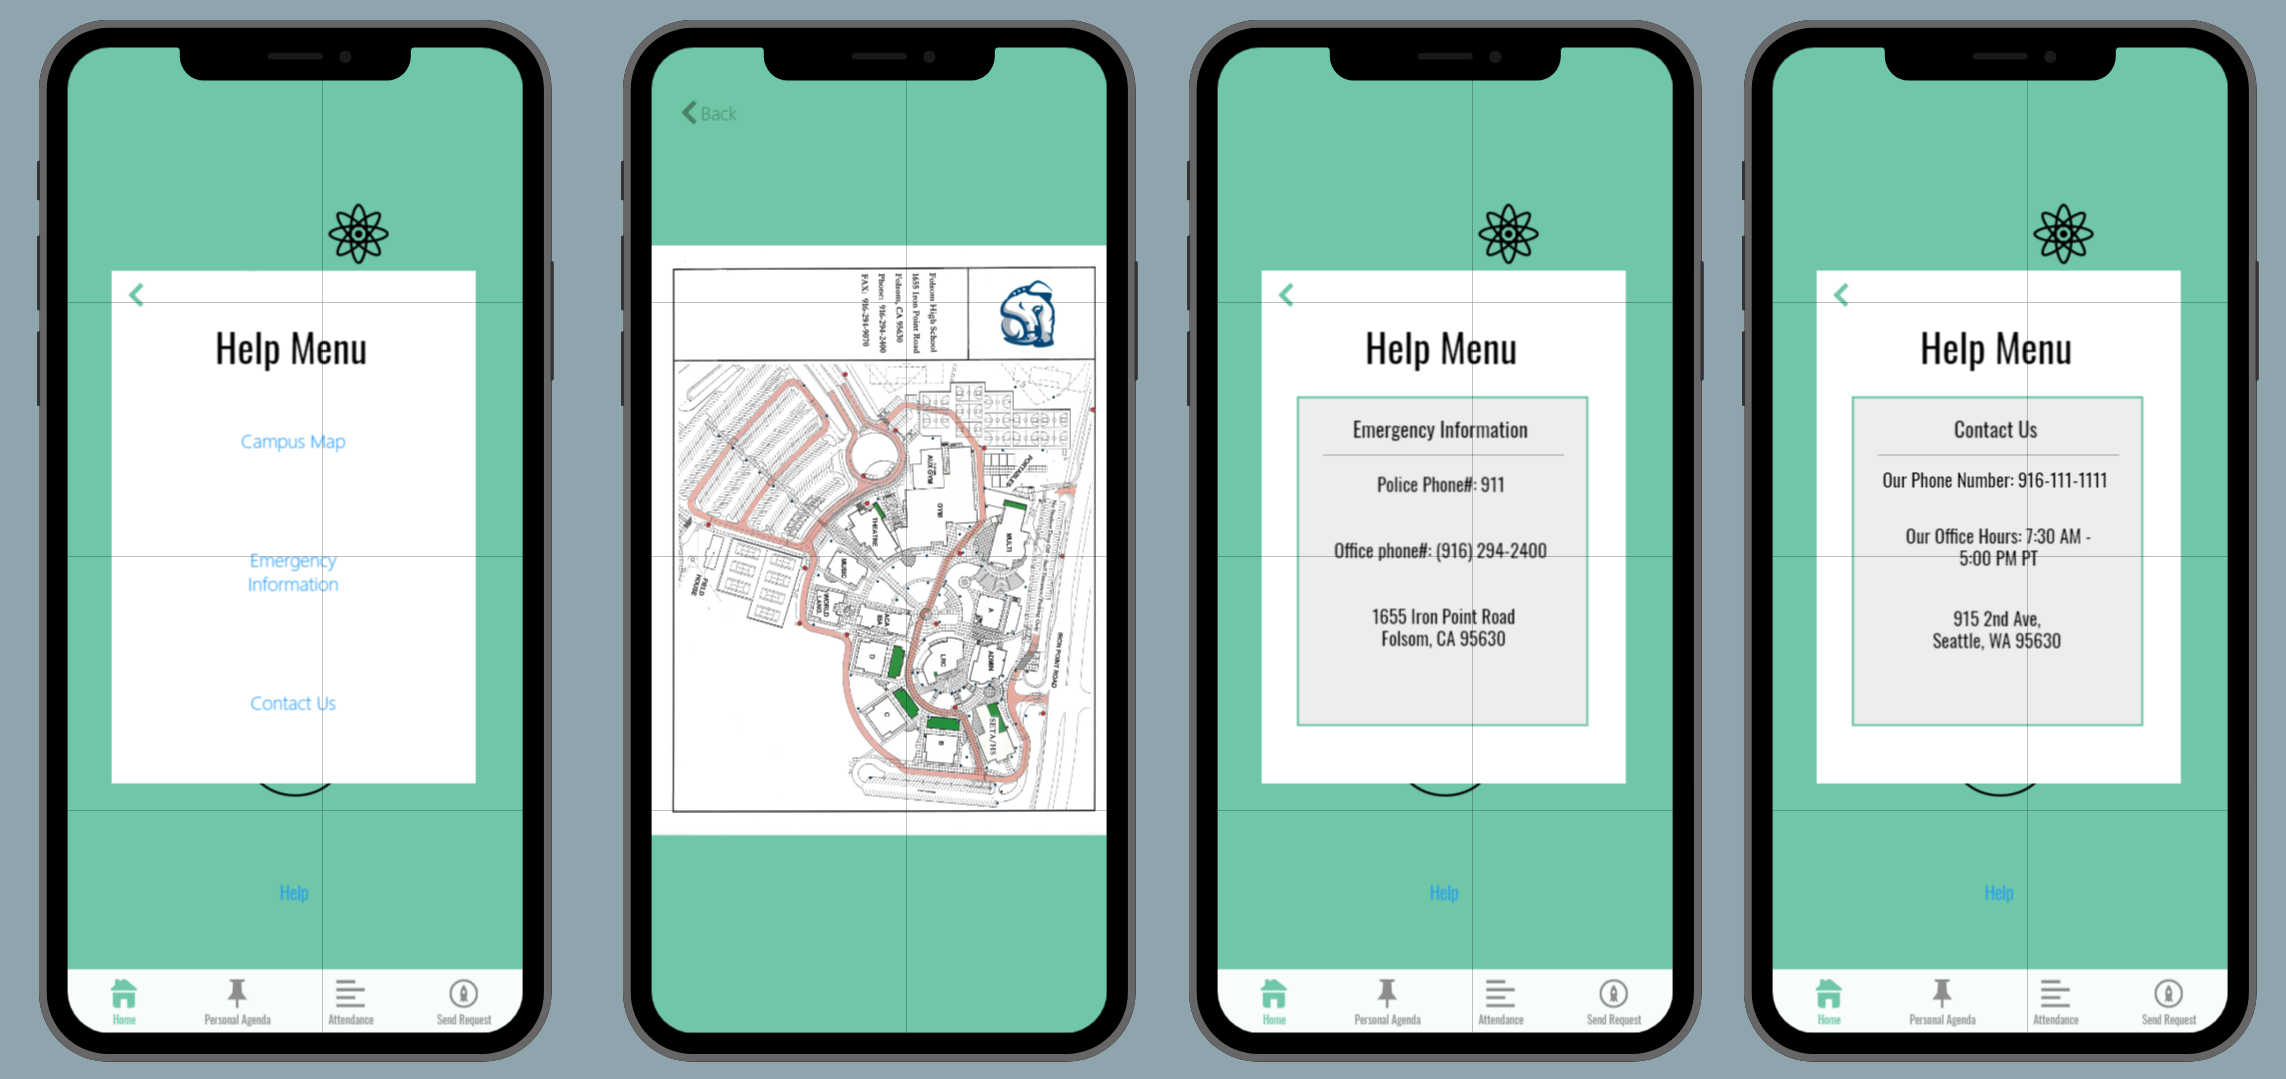 Help Menu
Campus Map
Emergency
Information
Contact Us
Help
Home
Personal Agenda
Attendance
Send Request
Back
Folsom High School
1655 Iron Point Road
Folsom, CA 95630
Phone: 916-294-2400
FAX: 916-294-9070
PORTABLES
AUX GYM
GYM
THEATRE
MULTI
MUSIC
FIELD
HOUSE
WORLD
LANG.
A
D
LRC
ADMIN
IRON POINT ROAD
C
B
SETA/HS
Help Menu
Emergency Information
Police Phone#: 911
Office phone#: (916) 294-2400
1655 Iron Point Road
Folsom, CA 95630
Help
Home
Personal Agenda
Attendance
Send Request
Help Menu
Contact Us
Our Phone Number: 916-111-1111
Our Office Hours: 7:30 AM -
5:00 PM PT
915 2nd Ave,
Seattle, WA 95630
Help
Home
Personal Agenda
Attendance
Send Request